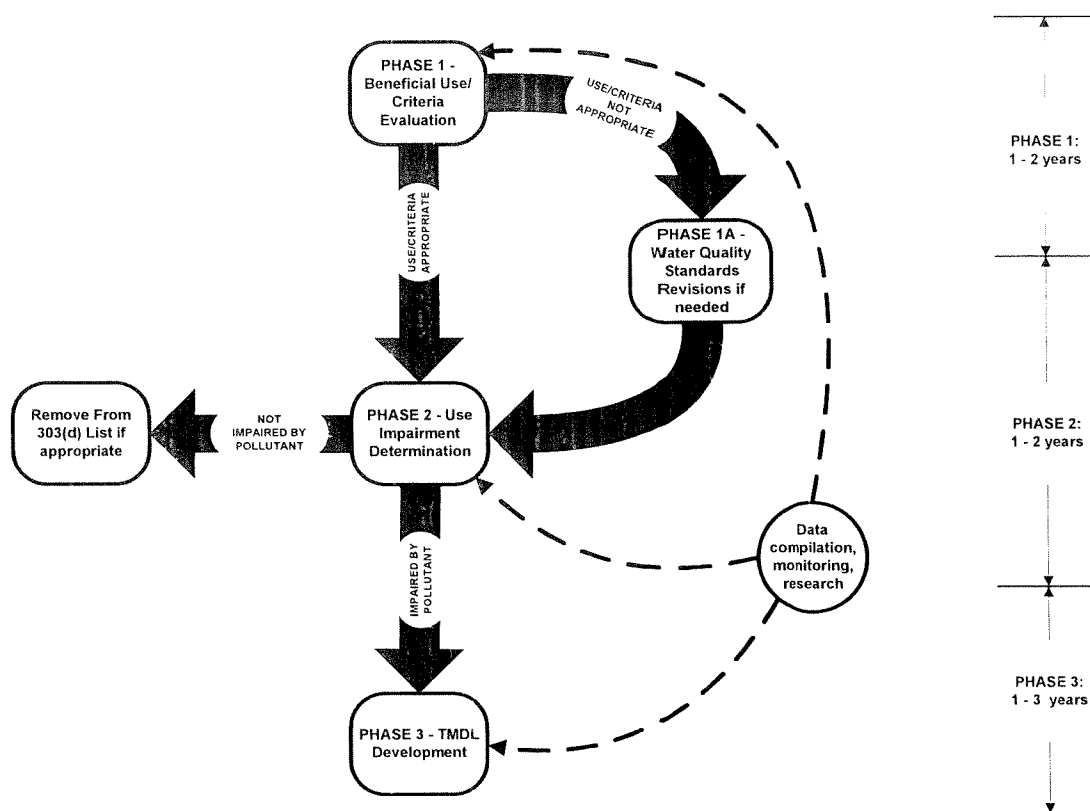 PHASE 1 -
Beneficial Use/
Criteria
Evaluation
USE/CRITERIA
NOT
APPROPRIATE
PHASE 1:
1 - 2 years
USE/CRITERIA
APPROPRIATE
PHASE 1A -
Water Quality
Standards
Revisions if
needed
Remove From
303(d) List if
appropriate
NOT
IMPAIRED BY
POLLUTANT
PHASE 2 - Use
Impairment
Determination
PHASE 2:
1 - 2 years
Data
compilation,
monitoring,
research
IMPAIRED BY
POLLUTANT
PHASE 3 - TMDL
Development
PHASE 3:
1 - 3 years